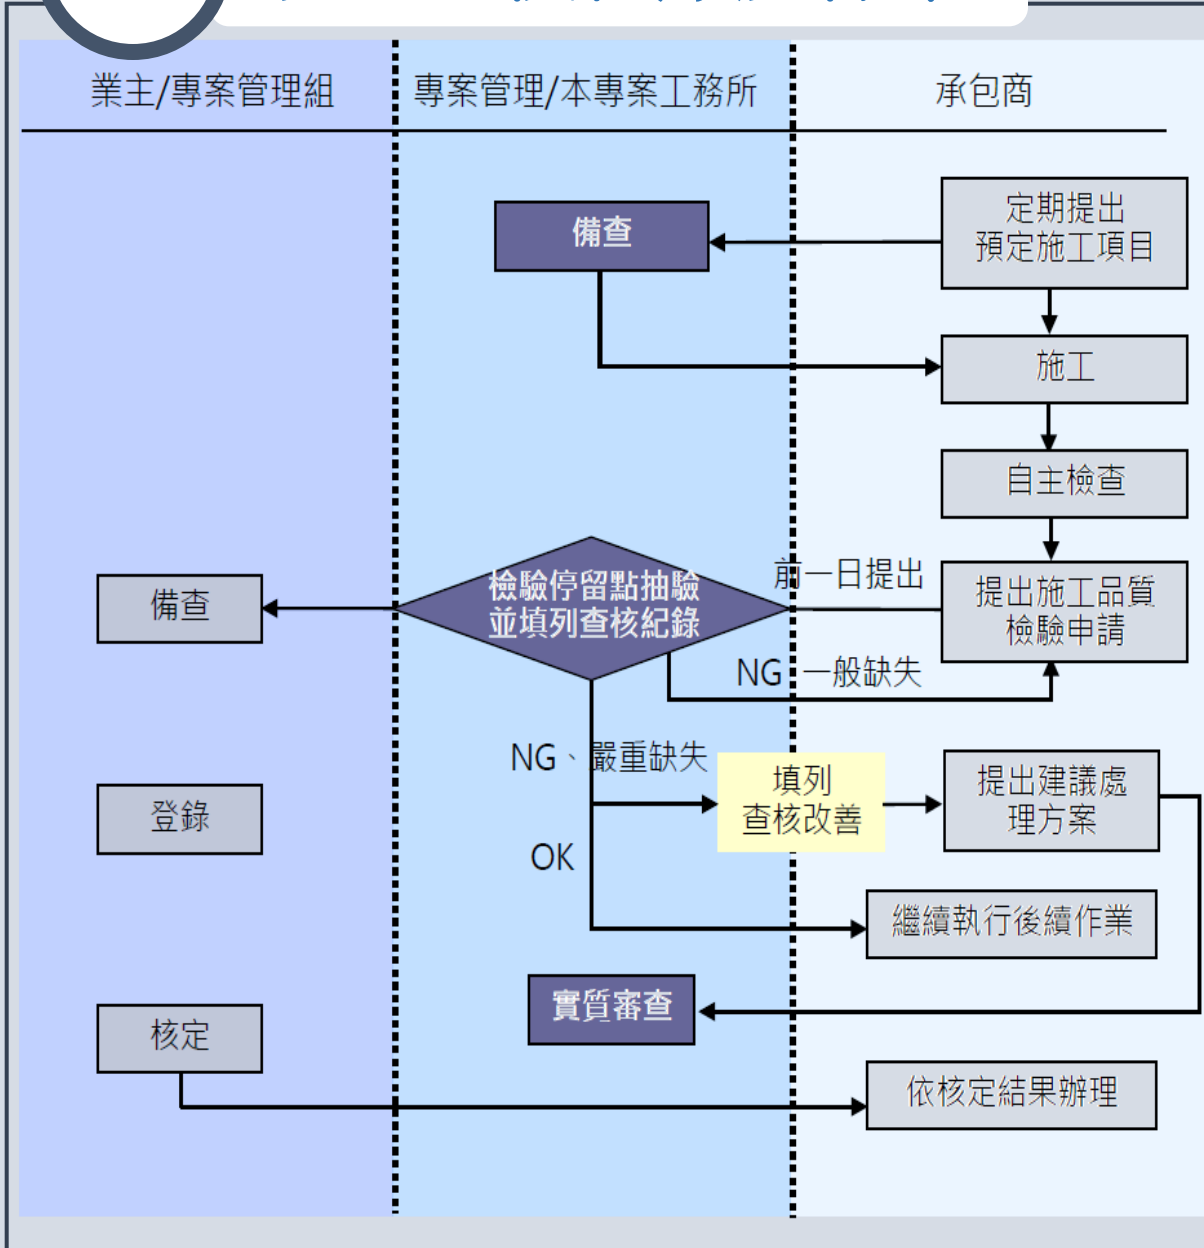 業主/專案管理組
專案管理/本專案工務所
承包商
定期提出
預定施工項目
備查
施工
自主檢查
前一日提出
提出施工品質
檢驗申請
檢驗停留點抽驗
並填列查核紀錄
備查
NG
一般缺失
NG、嚴重缺失
填列
查核改善
提出建議處
理方案
登錄
OK
繼續執行後續作業
實質審查
核定
依核定結果辦理